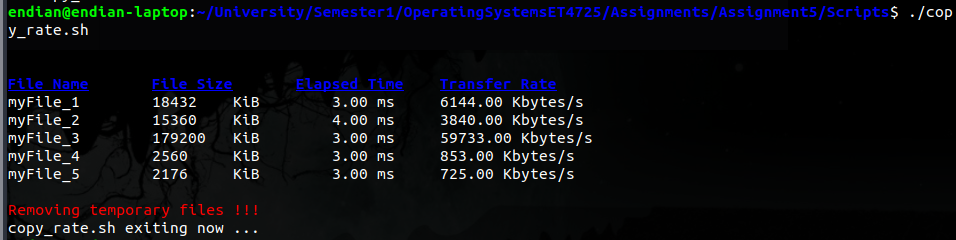 endian@endian-laptop:~/University/Semester1/OperatingSystemsET4725/Assignments/Assignment5/Scripts$ ./cop
y_rate.sh
File Name File Size Elapsed Time Transfer Rate
myFile_1 18432 KiB 3.00 ms 6144.00 Kbytes/s
myFile_2 15360 KiB 4.00 ms 3840.00 Kbytes/s
myFile_3 179200 KiB 3.00 ms 59733.00 Kbytes/s
myFile_4 2560 KiB 3.00 ms 853.00 Kbytes/s
myFile_5 2176 KiB 3.00 ms 725.00 Kbytes/s
Removing temporary files !!!
copy_rate.sh exiting now ...